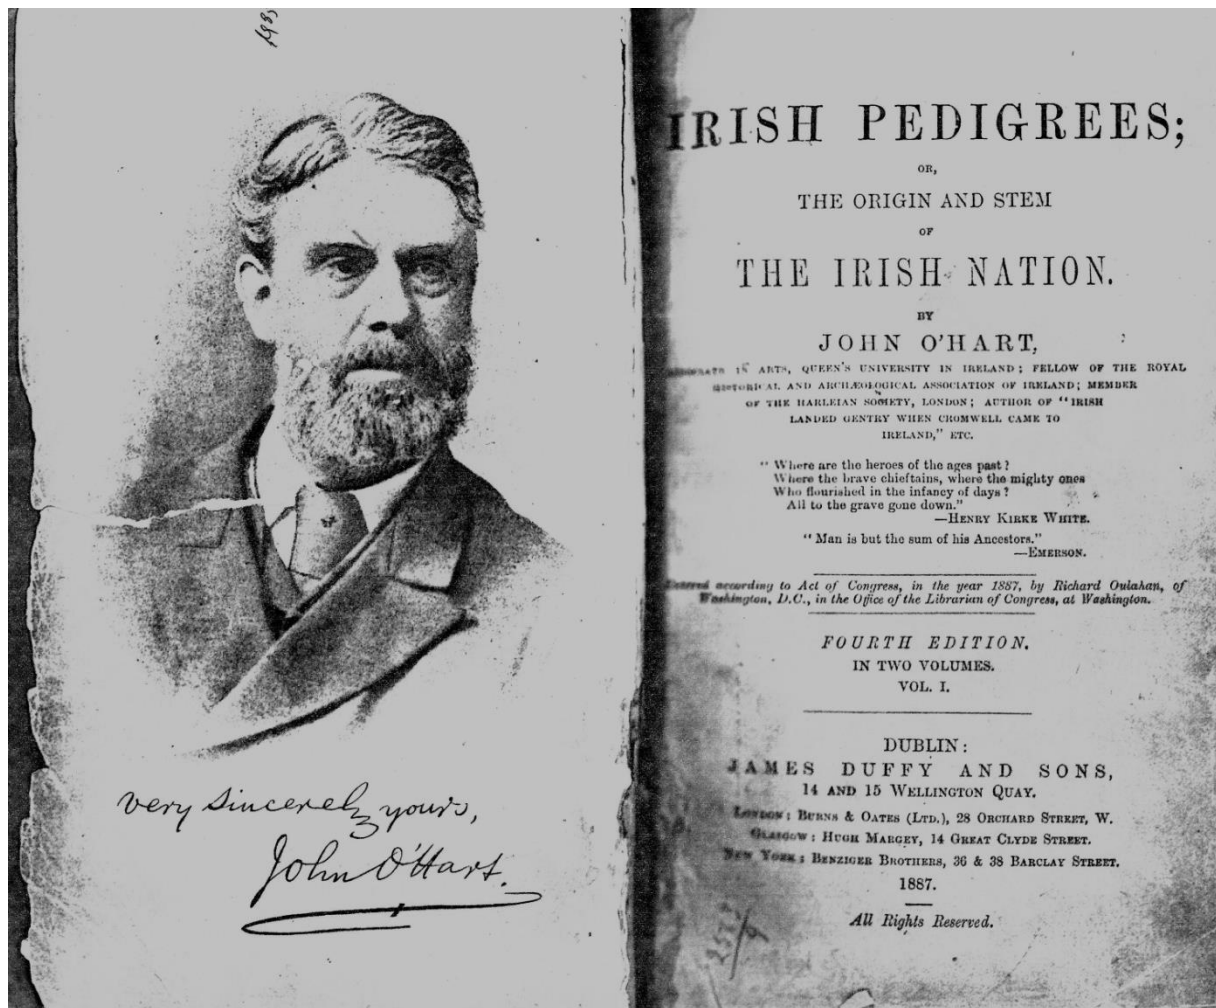 very sincerely yours,
John O'Hart.
IRISH PEDIGREES;
OR,
THE ORIGIN AND STEM
OF
THE IRISH NATION.
BY
JOHN O'HART,
IN ARTS, QUEEN'S UNIVERSITY IN IRELAND; FELLOW OF THE ROYAL
HISTORICAL AND ARCHÆOLOGICAL ASSOCIATION OF IRELAND; MEMBER
OF THE HARLEIAN SOCIETY, LONDON; AUTHOR OF "IRISH
LANDED GENTRY WHEN CROMWELL CAME TO
IRELAND," ETC.
"Where are the heroes of the ages past?
Where the brave chieftains, where the mighty ones
Who flourished in the infancy of days?
All to the grave gone down."
—HENRY KIRKE WHITE.
"Man is but the sum of his Ancestors."
—EMERSON.
Entered according to Act of Congress, in the year 1887, by Richard Oulahan, of
Washington, D.C., in the Office of the Librarian of Congress, at Washington.
FOURTH EDITION.
IN TWO VOLUMES.
VOL. I.
DUBLIN:
JAMES DUFFY AND SONS,
14 AND 15 WELLINGTON QUAY.
LONDON: BURNS & OATES (LTD.), 28 ORCHARD STREET, W.
GLASGOW: HUGH MARGEY, 14 GREAT CLYDE STREET.
NEW YORK: BENZIGER BROTHERS, 36 & 38 BARCLAY STREET.
1887.
All Rights Reserved.